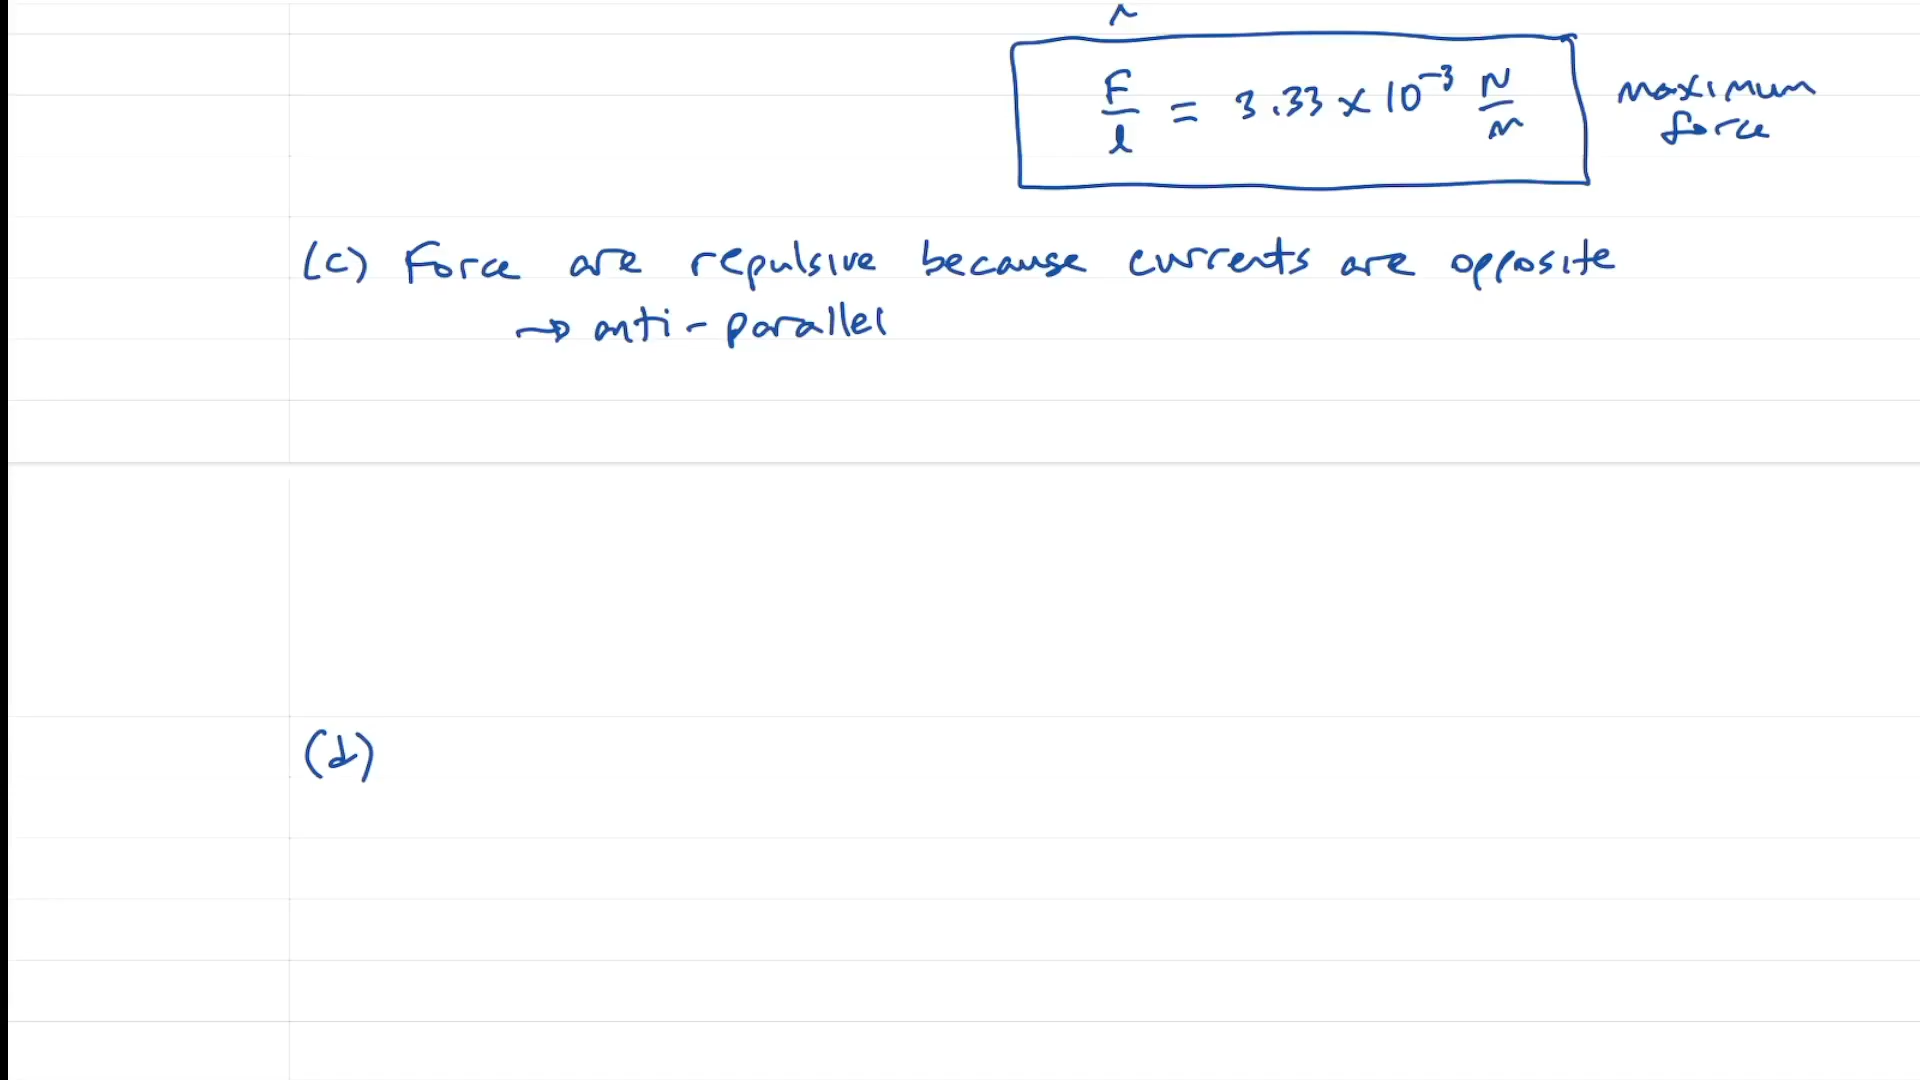 F/l = 3.33 x 10^-3 N/m maximum force
(c) Force are repulsive because currents are opposite
→ anti-parallel
(d)